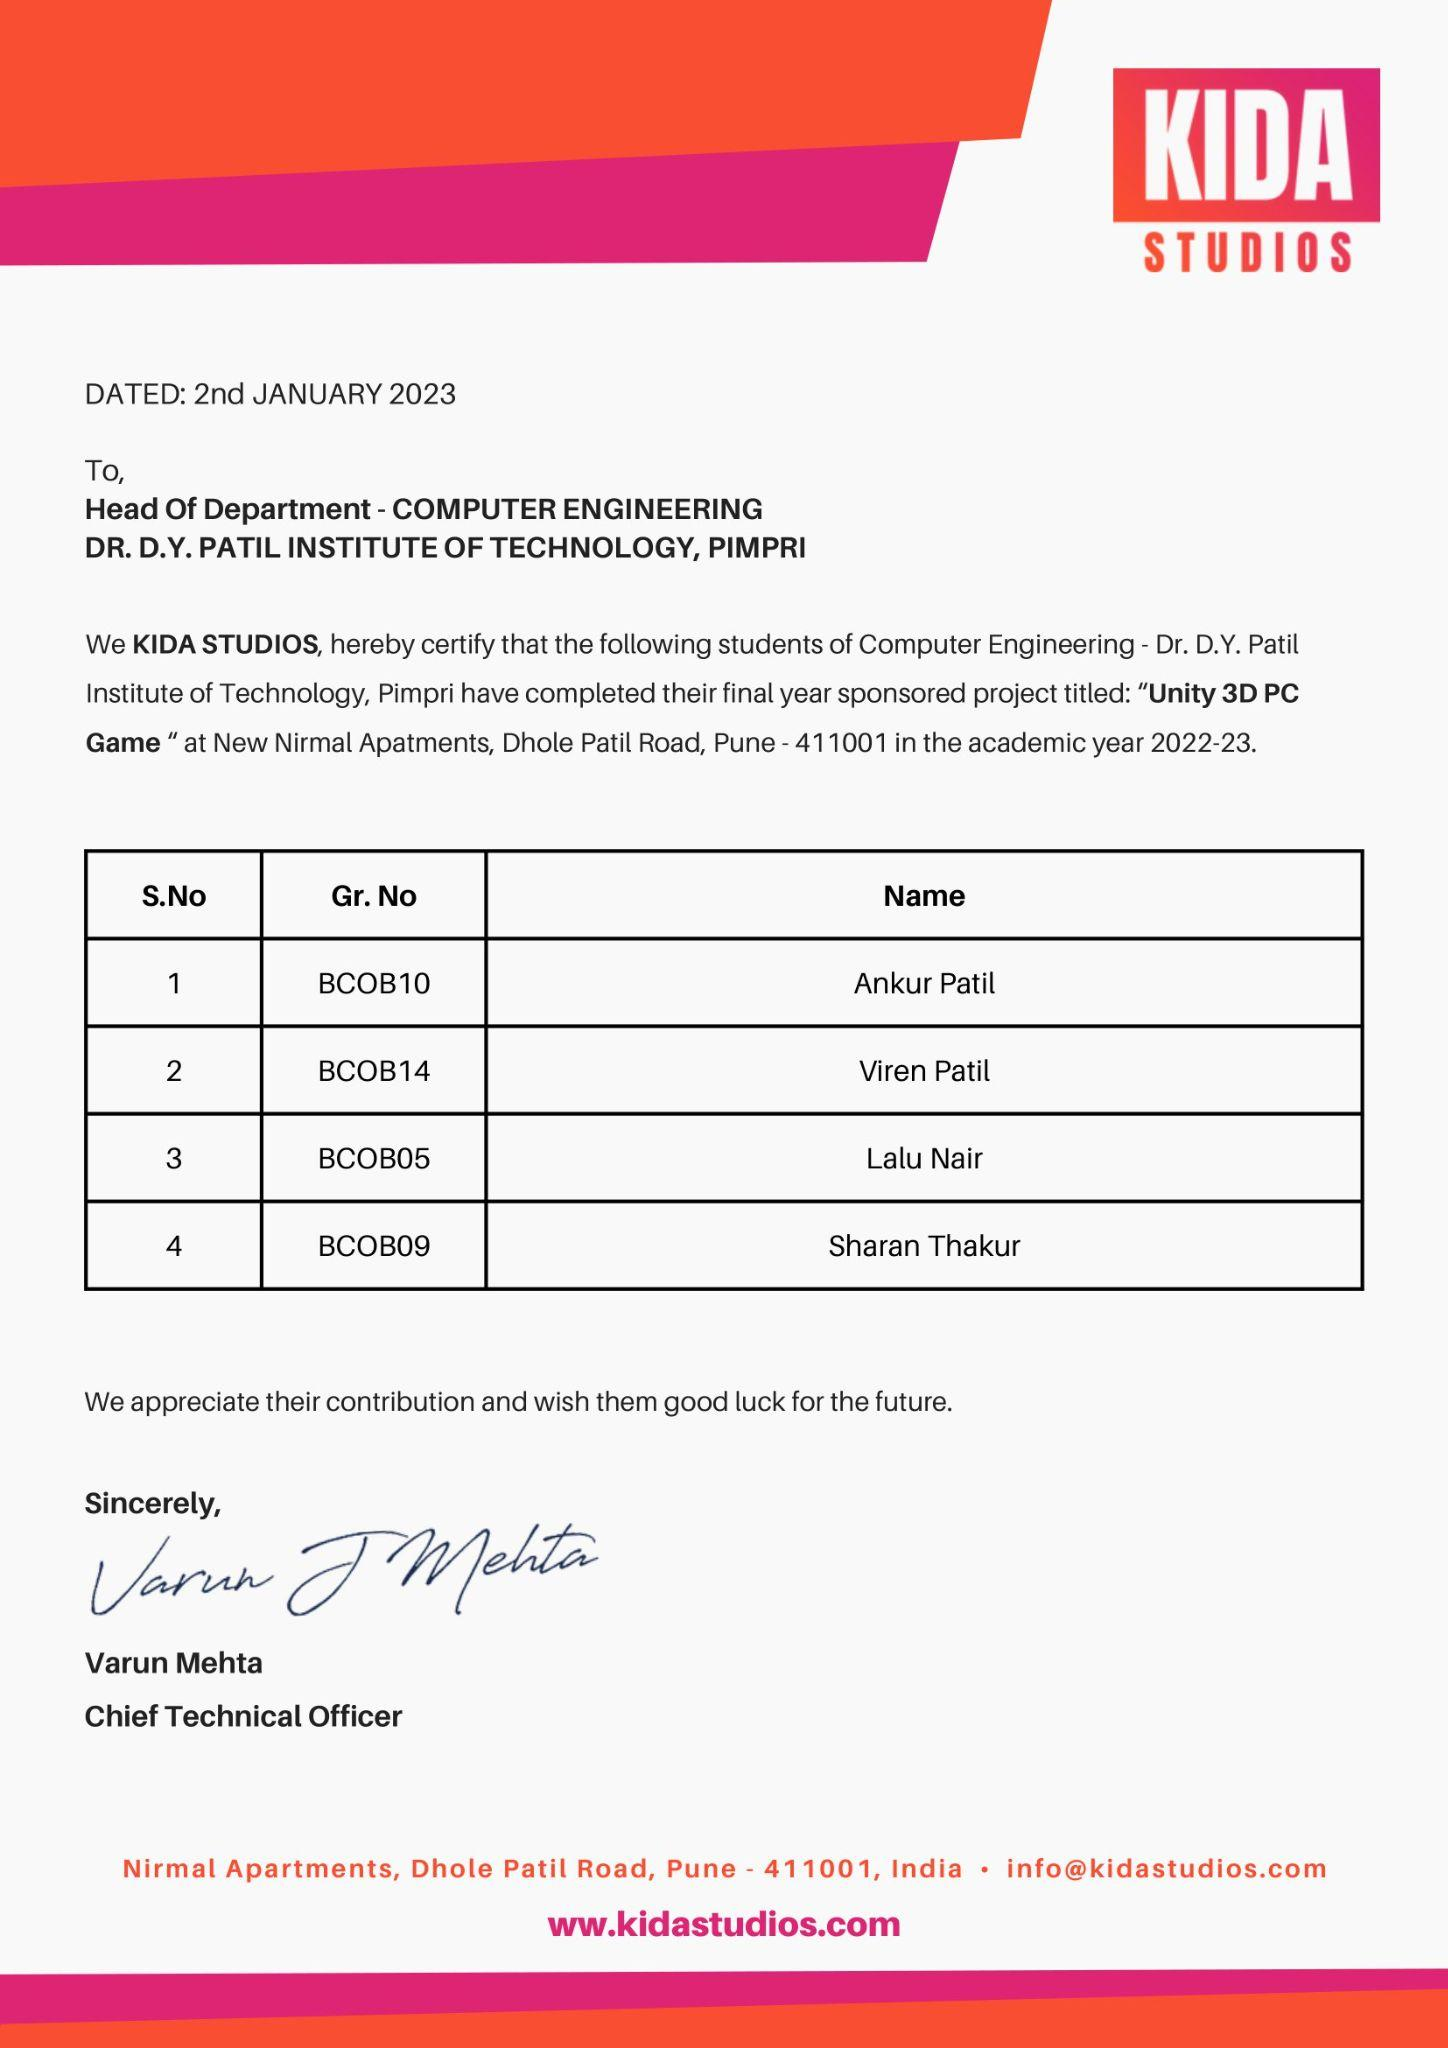 KIDA
STUDIOS
DATED: 2nd JANUARY 2023
To,
Head Of Department - COMPUTER ENGINEERING
DR. D.Y. PATIL INSTITUTE OF TECHNOLOGY, PIMPRI
We KIDA STUDIOS, hereby certify that the following students of Computer Engineering - Dr. D.Y. Patil
Institute of Technology, Pimpri have completed their final year sponsored project titled: “Unity 3D PC
Game “ at New Nirmal Apatments, Dhole Patil Road, Pune - 411001 in the academic year 2022-23.
S.No Gr. No Name
1 BCOB10 Ankur Patil
2 BCOB14 Viren Patil
3 BCOB05 Lalu Nair
4 BCOB09 Sharan Thakur
We appreciate their contribution and wish them good luck for the future.
Sincerely,
Varun J Mehta
Varun Mehta
Chief Technical Officer
Nirmal Apartments, Dhole Patil Road, Pune - 411001, India • info@kidastudios.com
ww.kidastudios.com